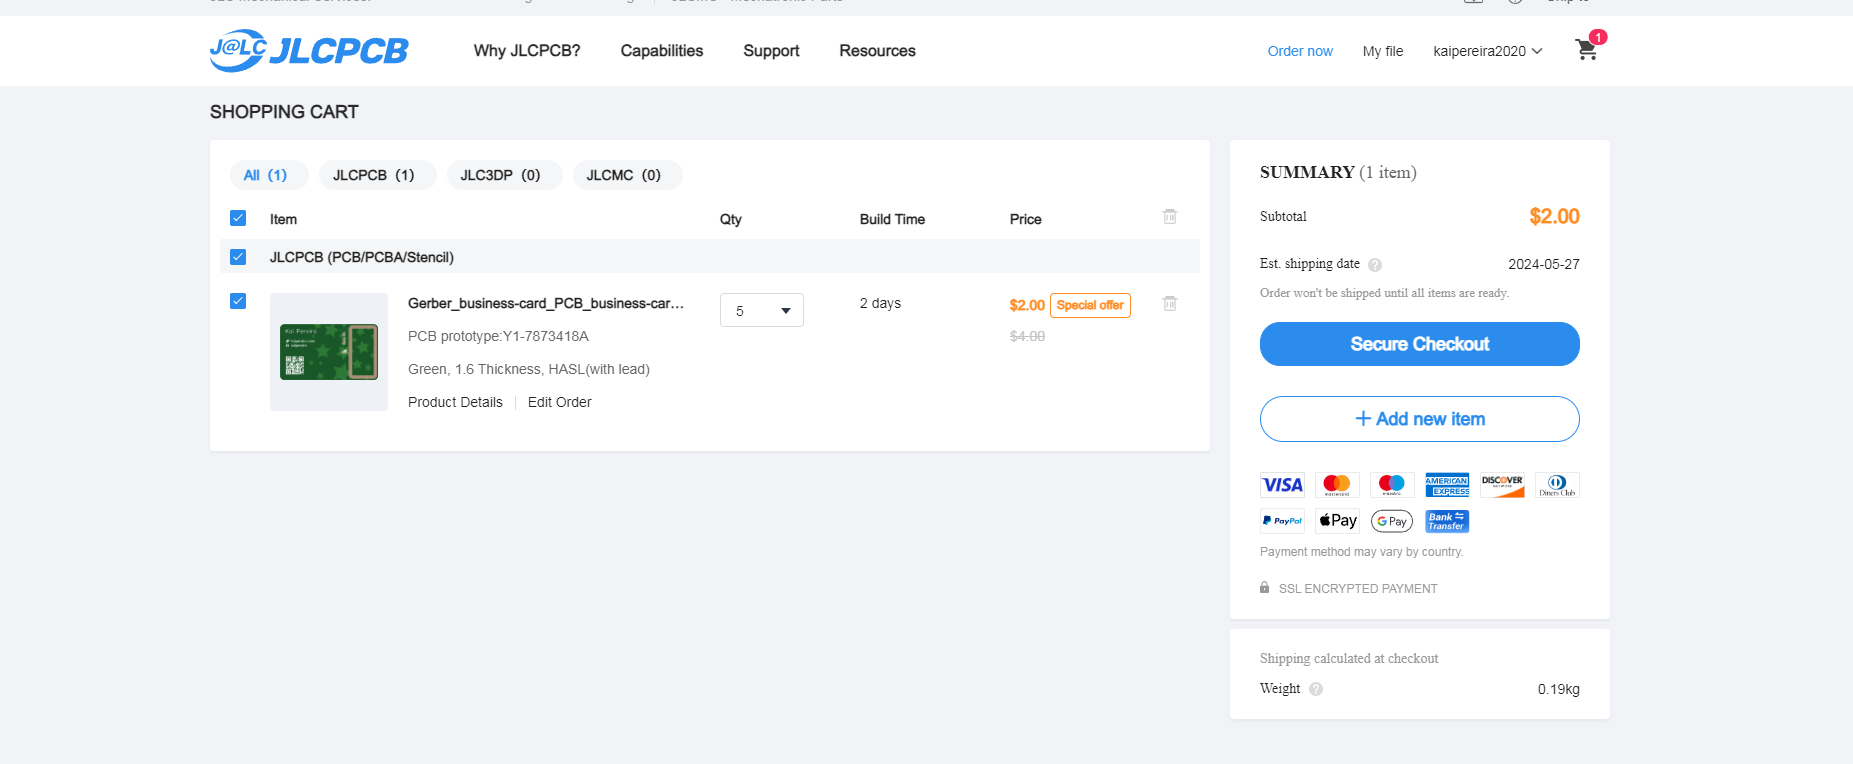 J@LC JLCPCB
Why JLCPCB? Capabilities Support Resources
Order now My file kaipereira2020 1
SHOPPING CART
All (1) JLCPCB (1) JLC3DP (0) JLCMC (0)
Item Qty Build Time Price
JLCPCB (PCB/PCBA/Stencil)
Gerber_business-card_PCB_business-car... 5 2 days $2.00 Special offer
PCB prototype:Y1-7873418A $4.00
Green, 1.6 Thickness, HASL(with lead)
Product Details Edit Order
Kai Pereira
SUMMARY (1 item)
Subtotal $2.00
Est. shipping date ? 2024-05-27
Order won't be shipped until all items are ready.
Secure Checkout
+ Add new item
VISA mastercard maestro AMERICAN EXPRESS DISCOVER NETWORK Diners Club
PayPal Pay G Pay Bank Transfer
Payment method may vary by country.
SSL ENCRYPTED PAYMENT
Shipping calculated at checkout
Weight ? 0.19kg